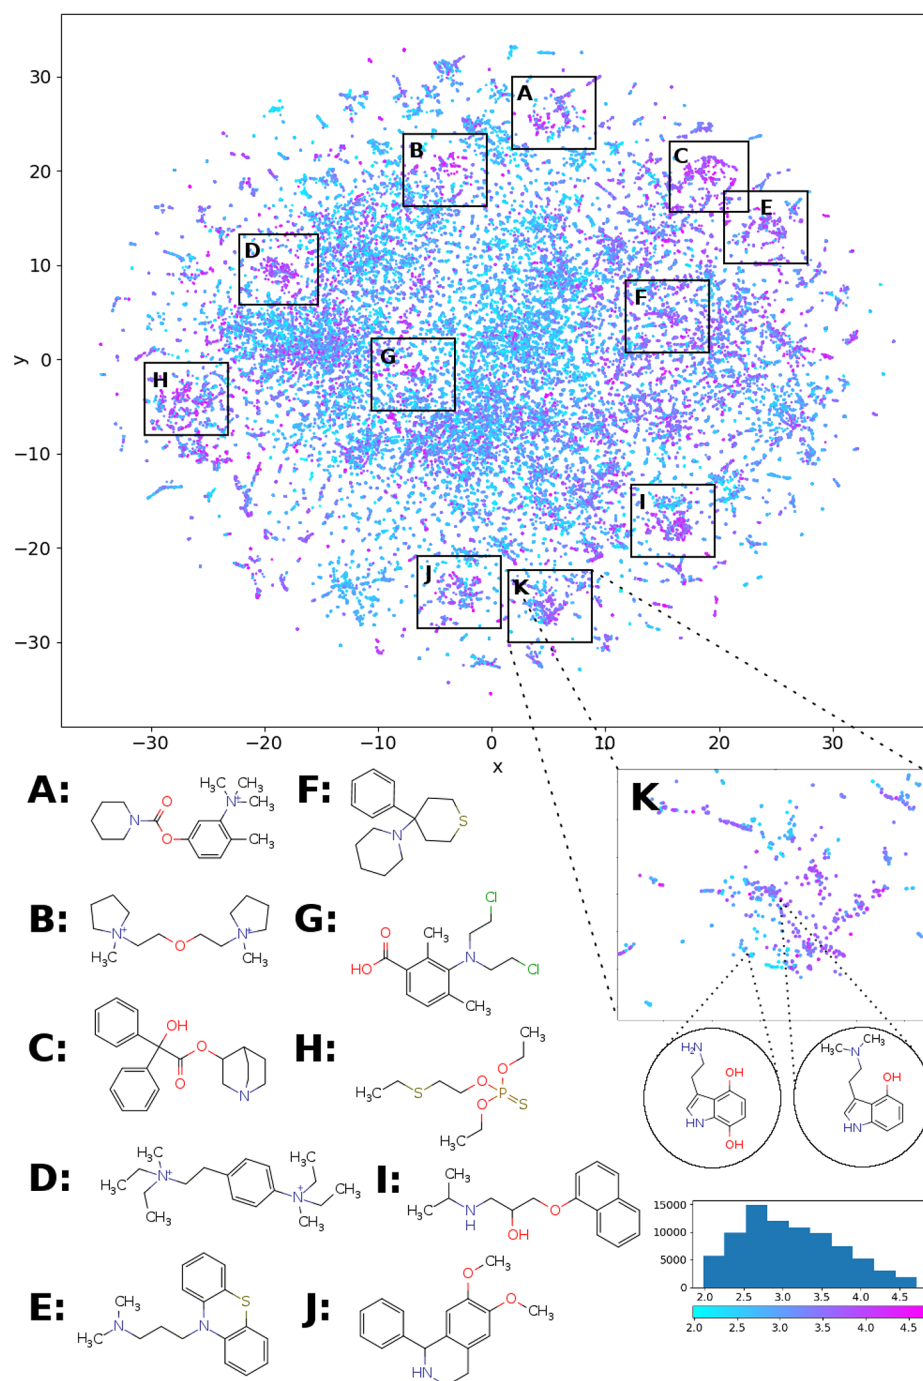 30
20
10
0
−10
−20
−30
y
A
B
C
E
D
F
G
H
I
J
K
−30
−20
−10
0
10
20
30
x
A:
N
O
O
H₃C
CH₃
N⁺
CH₃
CH₃
F:
N
S
K
B:
N⁺
CH₃
O
N⁺
CH₃
G:
Cl
O
HO
CH₃
N
Cl
CH₃
C:
OH
O
O
N
H:
CH₃
H₃C
S
O
O
P
S
O
H₃C
H₂N
OH
HN
OH
H₃C
CH₃
N
OH
HN
D:
H₃C
CH₃
N⁺
CH₃
CH₃
N⁺
CH₃
CH₃
I:
CH₃
H₃C
N
H
OH
O
E:
CH₃
H₃C
N
N
S
J:
O
CH₃
O
CH₃
HN
15000
10000
5000
0
2.0
2.5
3.0
3.5
4.0
4.5
2.0
2.5
3.0
3.5
4.0
4.5